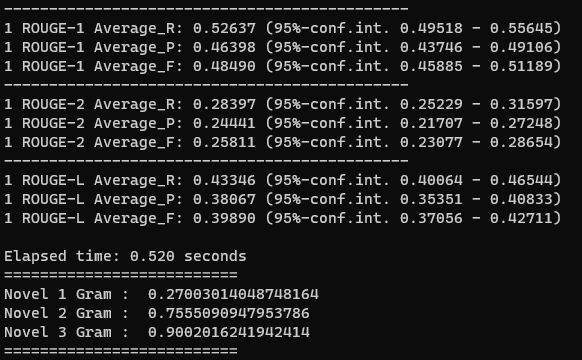 ---------------------------------------------
1 ROUGE-1 Average_R: 0.52637 (95%-conf.int. 0.49518 - 0.55645)
1 ROUGE-1 Average_P: 0.46398 (95%-conf.int. 0.43746 - 0.49106)
1 ROUGE-1 Average_F: 0.48490 (95%-conf.int. 0.45885 - 0.51189)
---------------------------------------------
1 ROUGE-2 Average_R: 0.28397 (95%-conf.int. 0.25229 - 0.31597)
1 ROUGE-2 Average_P: 0.24441 (95%-conf.int. 0.21707 - 0.27248)
1 ROUGE-2 Average_F: 0.25811 (95%-conf.int. 0.23077 - 0.28654)
---------------------------------------------
1 ROUGE-L Average_R: 0.43346 (95%-conf.int. 0.40064 - 0.46544)
1 ROUGE-L Average_P: 0.38067 (95%-conf.int. 0.35351 - 0.40833)
1 ROUGE-L Average_F: 0.39890 (95%-conf.int. 0.37056 - 0.42711)
Elapsed time: 0.520 seconds
==========================
Novel 1 Gram :  0.27003014048748164
Novel 2 Gram :  0.7555090947953786
Novel 3 Gram :  0.9002016241942414
==========================